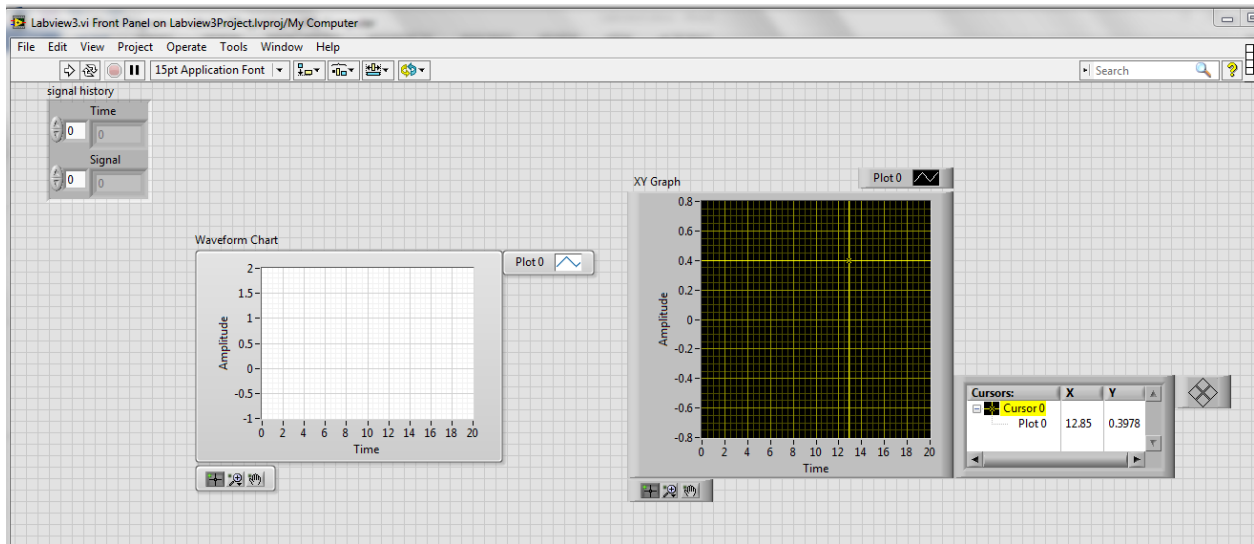 Labview3.vi Front Panel on Labview3Project.lvproj/My Computer
File Edit View Project Operate Tools Window Help
15pt Application Font
Search
?
signal history
Time
0 0
Signal
0 0
Waveform Chart
Plot 0
Amplitude
2
1.5
1
0.5
0
-0.5
-1
0 2 4 6 8 10 12 14 16 18 20
Time
XY Graph
Plot 0
Amplitude
0.8
0.6
0.4
0.2
0
-0.2
-0.4
-0.6
-0.8
0 2 4 6 8 10 12 14 16 18 20
Time
Cursors: X Y
Cursor 0
Plot 0 12.85 0.3978